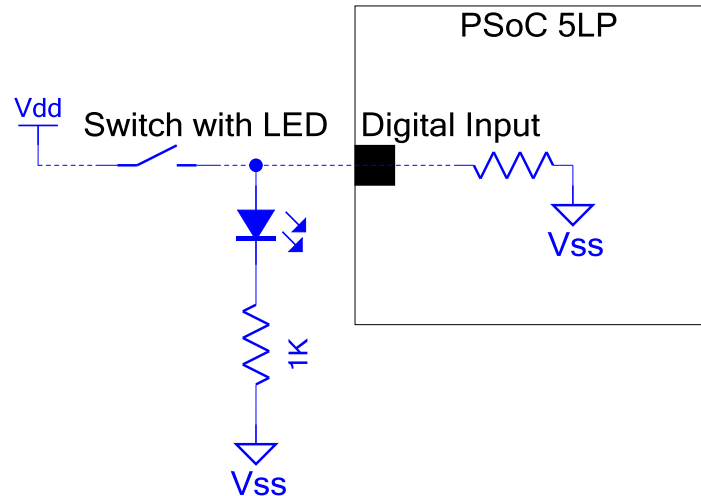 PSoC 5LP
Vdd
Switch with LED
Digital Input
Vss
1K
Vss